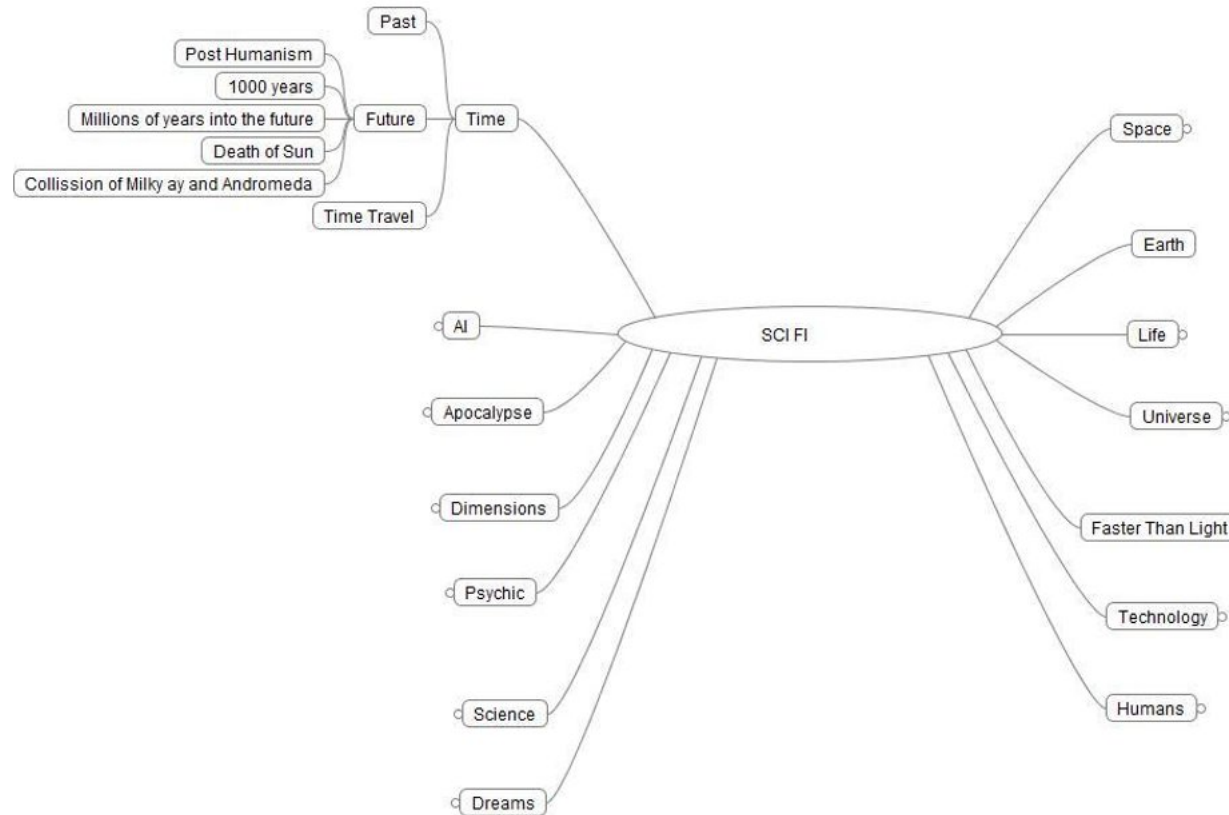 Past
Post Humanism
1000 years
Millions of years into the future
Future
Time
Death of Sun
Collission of Milky ay and Andromeda
Time Travel
SCI FI
AI
Apocalypse
Dimensions
Psychic
Science
Dreams
Space
Earth
Life
Universe
Faster Than Light
Technology
Humans